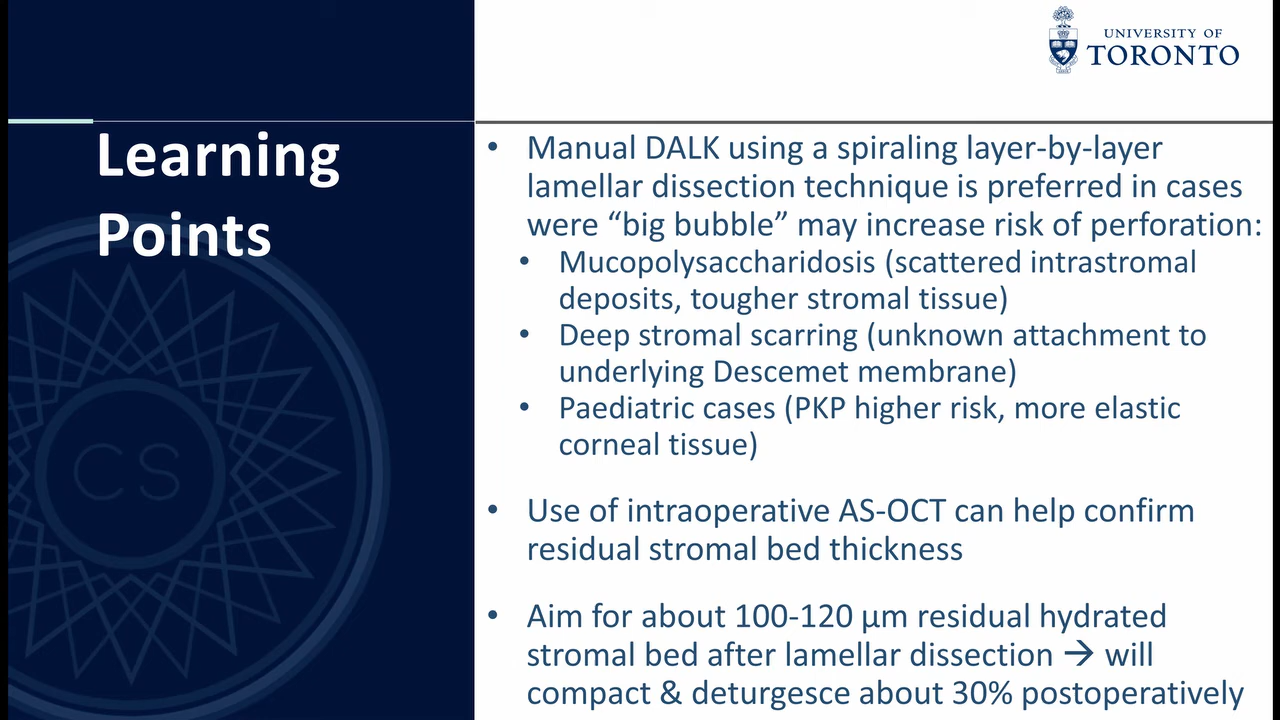 UNIVERSITY OF
TORONTO
Learning
Points
• Manual DALK using a spiraling layer-by-layer
lamellar dissection technique is preferred in cases
were “big bubble” may increase risk of perforation:
• Mucopolysaccharidosis (scattered intrastromal
deposits, tougher stromal tissue)
• Deep stromal scarring (unknown attachment to
underlying Descemet membrane)
• Paediatric cases (PKP higher risk, more elastic
corneal tissue)
• Use of intraoperative AS-OCT can help confirm
residual stromal bed thickness
• Aim for about 100-120 µm residual hydrated
stromal bed after lamellar dissection → will
compact & deturgesce about 30% postoperatively
CS